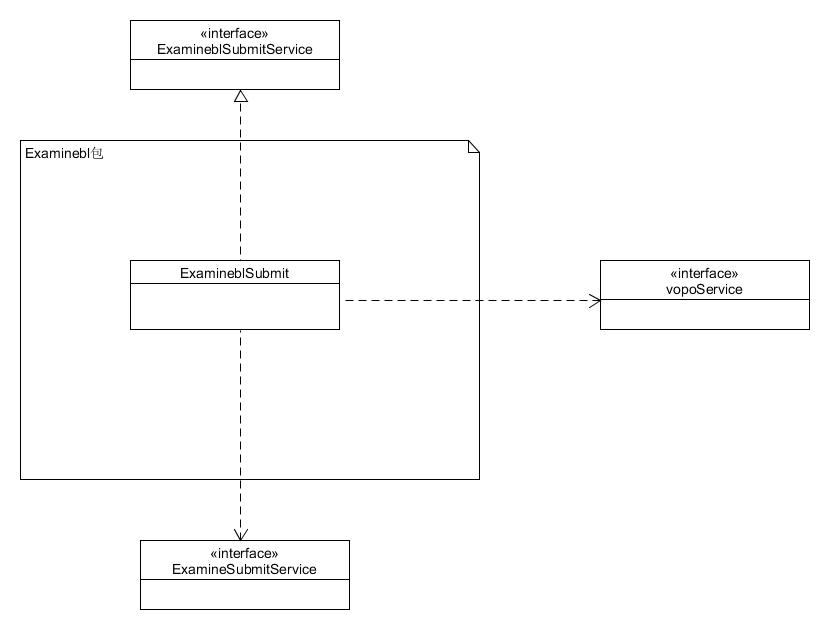 «interface»
ExamineblSubmitService
Examinebl包
ExamineblSubmit
«interface»
vopoService
«interface»
ExamineSubmitService